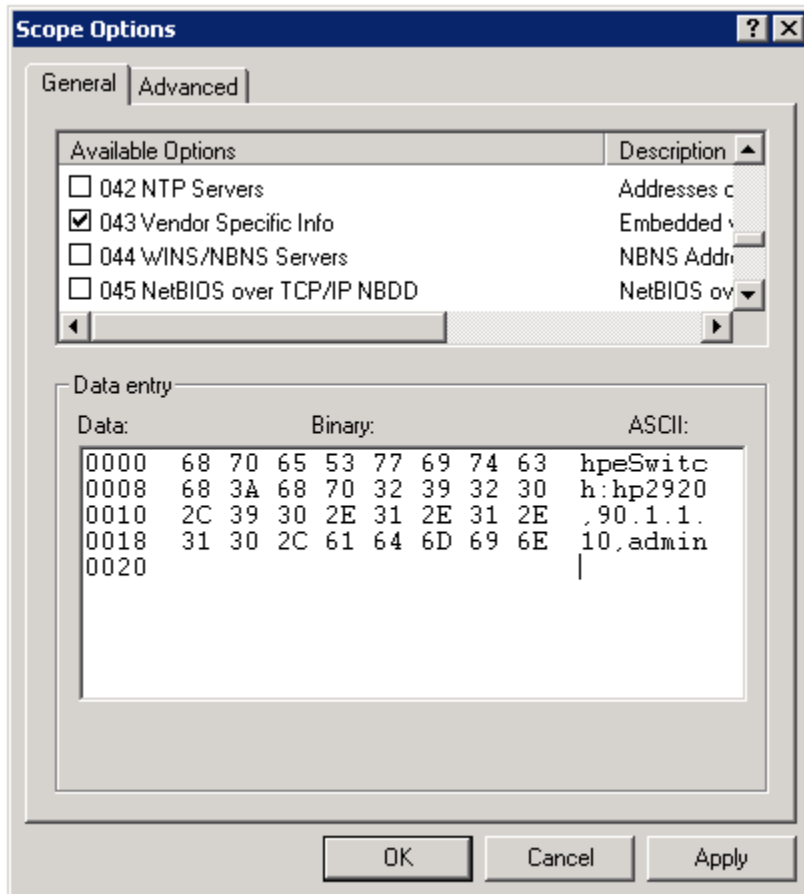 Scope Options
General Advanced
Available Options Description
042 NTP Servers Addresses
043 Vendor Specific Info Embedded
044 WINS/NBNS Servers NBNS Addr
045 NetBIOS over TCP/IP NBDD NetBIOS ov
Data entry
Data: Binary: ASCII:
0000 68 70 65 53 77 69 74 63 hpeSwitc
0008 68 3A 68 70 32 39 32 30 h:hp2920
0010 2C 39 30 2E 31 2E 31 2E ,90.1.1.
0018 31 30 2C 61 64 6D 69 6E 10,admin
0020
OK Cancel Apply